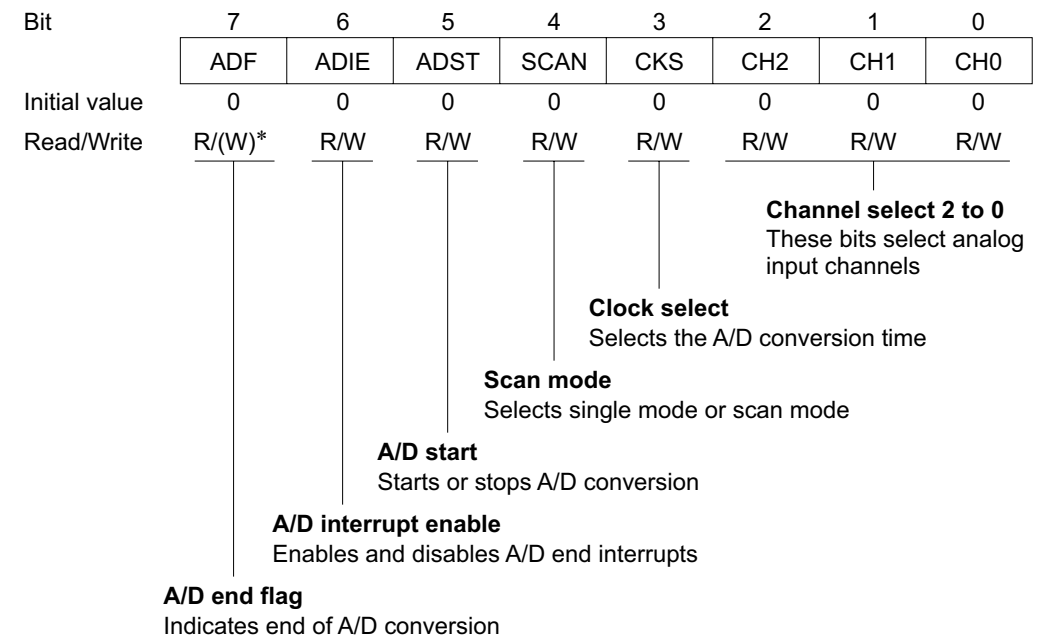 Bit 7 6 5 4 3 2 1 0
ADF ADIE ADST SCAN CKS CH2 CH1 CH0
Initial value 0 0 0 0 0 0 0 0
Read/Write R/(W)* R/W R/W R/W R/W R/W R/W R/W
Channel select 2 to 0
These bits select analog
input channels
Clock select
Selects the A/D conversion time
Scan mode
Selects single mode or scan mode
A/D start
Starts or stops A/D conversion
A/D interrupt enable
Enables and disables A/D end interrupts
A/D end flag
Indicates end of A/D conversion